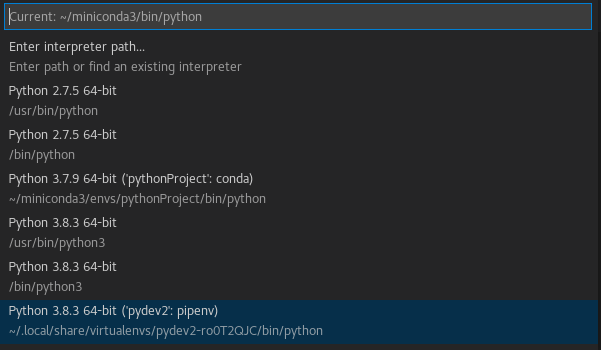 Current: ~/miniconda3/bin/python
Enter interpreter path...
Enter path or find an existing interpreter
Python 2.7.5 64-bit
/usr/bin/python
Python 2.7.5 64-bit
/bin/python
Python 3.7.9 64-bit ('pythonProject': conda)
~/miniconda3/envs/pythonProject/bin/python
Python 3.8.3 64-bit
/usr/bin/python3
Python 3.8.3 64-bit
/bin/python3
Python 3.8.3 64-bit ('pydev2': pipenv)
~/.local/share/virtualenvs/pydev2-ro0T2QJC/bin/python